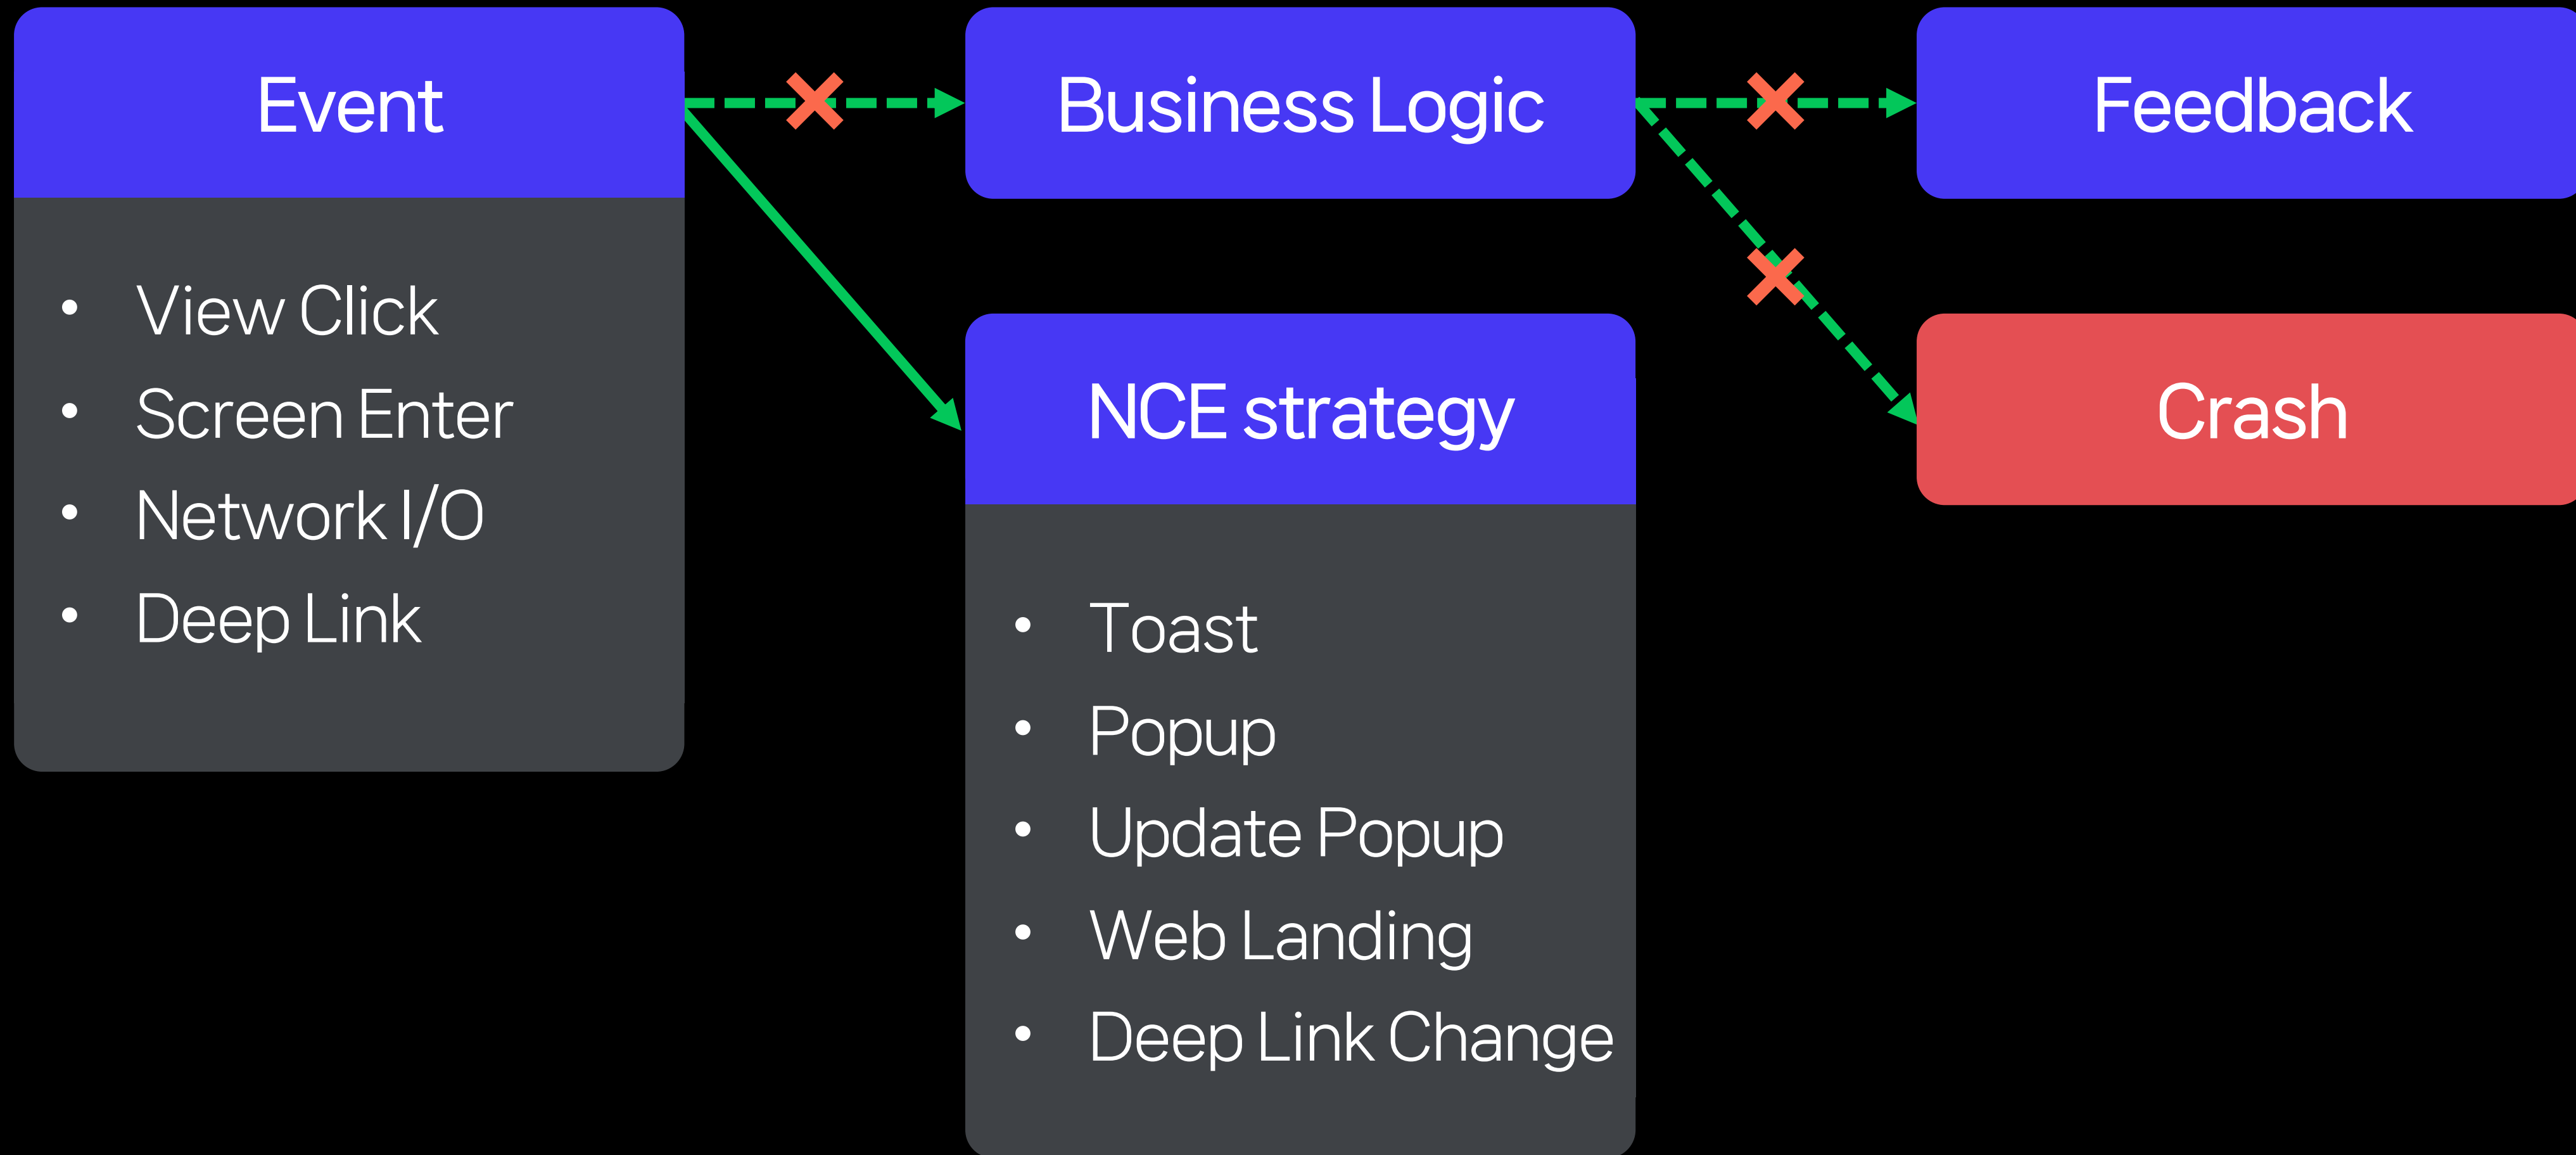 Event
• View Click
• Screen Enter
• Network I/O
• Deep Link
Business Logic
NCE strategy
• Toast
• Popup
• Update Popup
• Web Landing
• Deep Link Change
Feedback
Crash